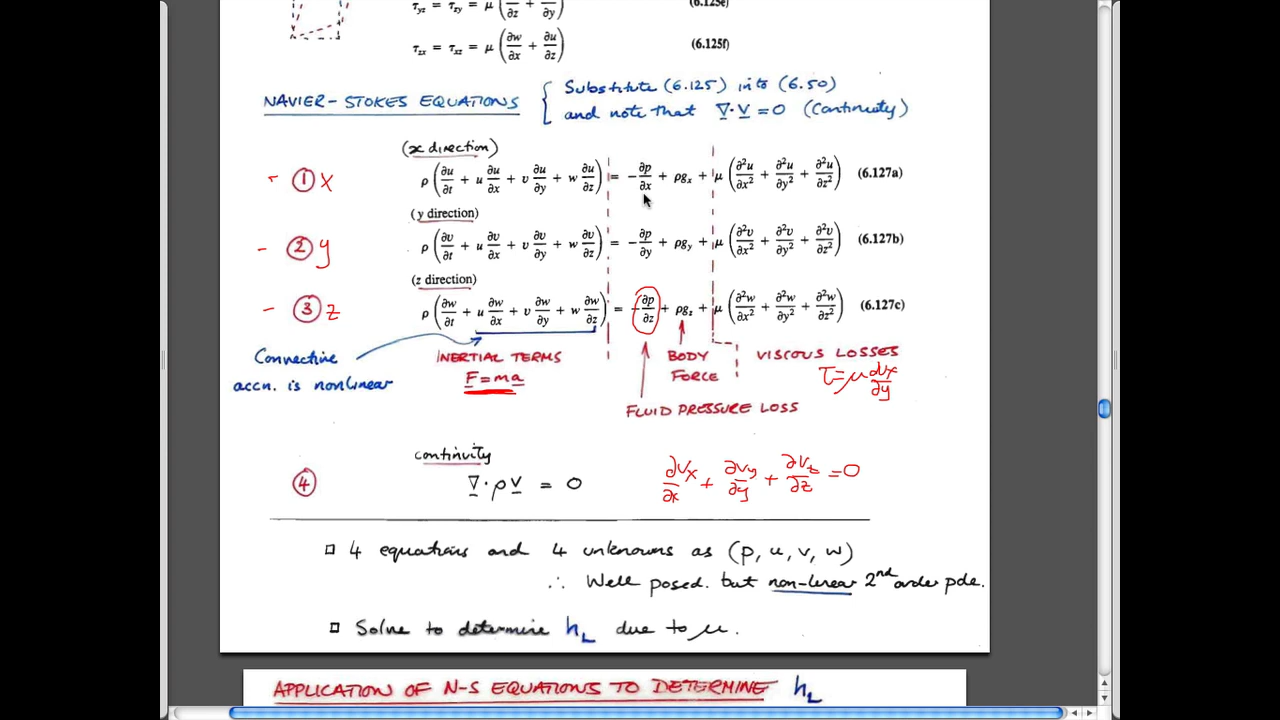 τyz = τzy = μ (∂v/∂z + ∂w/∂y) (6.125e)
τzx = τxz = μ (∂w/∂x + ∂u/∂z) (6.125f)
NAVIER-STOKES EQUATIONS { Substitute (6.125) into (6.50)
and note that ∇·V = 0 (Continuity)
(x direction)
① x ρ (∂u/∂t + u ∂u/∂x + v ∂u/∂y + w ∂u/∂z) = -∂p/∂x + ρgx + μ (∂²u/∂x² + ∂²u/∂y² + ∂²u/∂z²) (6.127a)
(y direction)
② y ρ (∂v/∂t + u ∂v/∂x + v ∂v/∂y + w ∂v/∂z) = -∂p/∂y + ρgy + μ (∂²v/∂x² + ∂²v/∂y² + ∂²v/∂z²) (6.127b)
(z direction)
③ z ρ (∂w/∂t + u ∂w/∂x + v ∂w/∂y + w ∂w/∂z) = -∂p/∂z + ρgz + μ (∂²w/∂x² + ∂²w/∂y² + ∂²w/∂z²) (6.127c)
Convective accn. is nonlinear
INERTIAL TERMS
F = ma
BODY FORCE
VISCOUS LOSSES
τ = μ ∂vx/∂y
FLUID PRESSURE LOSS
continuity
④ ∇·ρV = 0 ∂vx/∂x + ∂vy/∂y + ∂vz/∂z = 0
□ 4 equations and 4 unknowns as (p, u, v, w)
∴ Well posed. but non-linear 2nd order pde.
□ Solve to determine hL due to μ.
APPLICATION OF N-S EQUATIONS TO DETERMINE hL